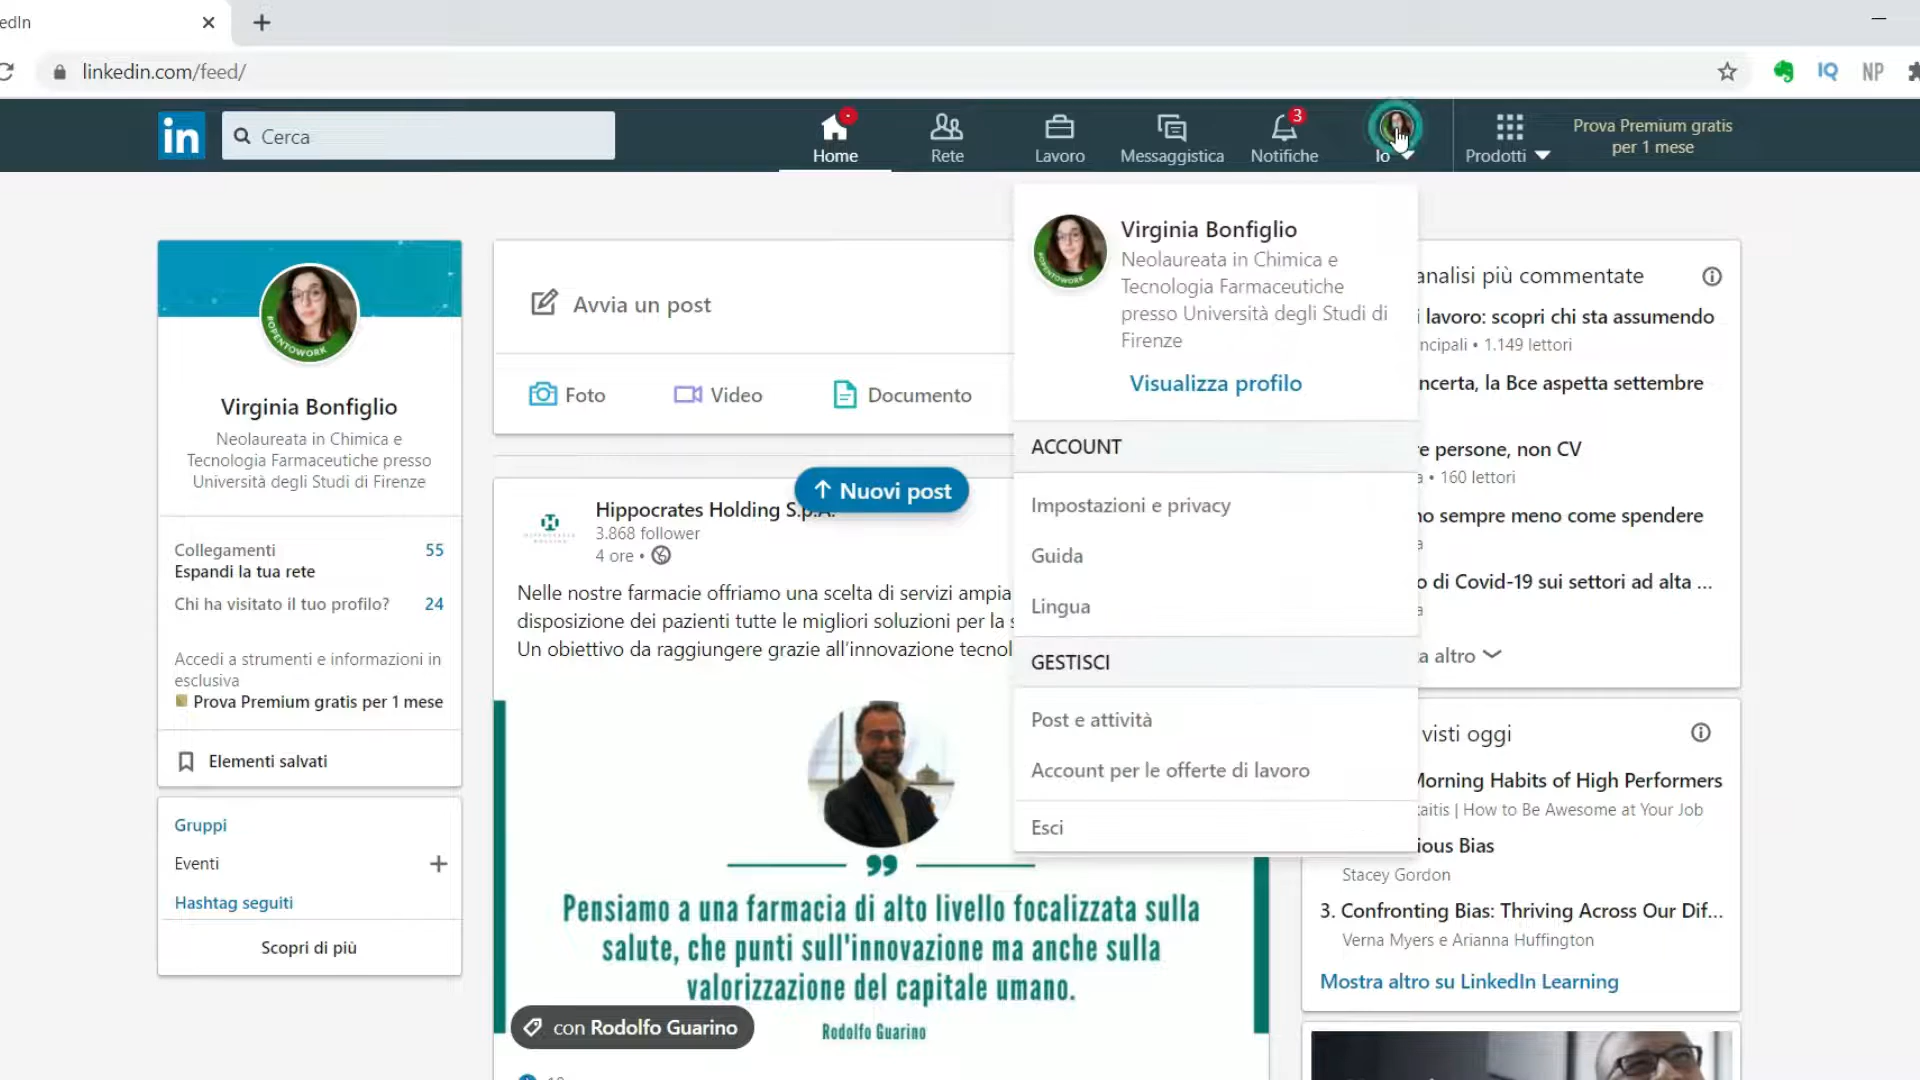 edIn
linkedin.com/feed/
IQ
NP
in
Cerca
Home
Rete
Lavoro
Messaggistica
3
Notifiche
Io
Prodotti
Prova Premium gratis
per 1 mese
#OPENTOWORK
Virginia Bonfiglio
Neolaureata in Chimica e
Tecnologia Farmaceutiche presso
Università degli Studi di Firenze
Collegamenti 55
Espandi la tua rete
Chi ha visitato il tuo profilo? 24
Accedi a strumenti e informazioni in
esclusiva
Prova Premium gratis per 1 mese
Elementi salvati
Gruppi
Eventi
Hashtag seguiti
Scopri di più
Avvia un post
Foto
Video
Documento
Nuovi post
Hippocrates Holding S.p.A.
3.868 follower
4 ore •
Nelle nostre farmacie offriamo una scelta di servizi ampia
disposizione dei pazienti tutte le migliori soluzioni per la s
Un obiettivo da raggiungere grazie all'innovazione tecnol
Pensiamo a una farmacia di alto livello focalizzata sulla
salute, che punti sull'innovazione ma anche sulla
valorizzazione del capitale umano.
Rodolfo Guarino
con Rodolfo Guarino
Virginia Bonfiglio
Neolaureata in Chimica e
Tecnologia Farmaceutiche
presso Università degli Studi di
Firenze
Visualizza profilo
ACCOUNT
Impostazioni e privacy
Guida
Lingua
GESTISCI
Post e attività
Account per le offerte di lavoro
Esci
analisi più commentate
i lavoro: scopri chi sta assumendo
ncipali • 1.149 lettori
ncerta, la Bce aspetta settembre
e persone, non CV
a • 160 lettori
no sempre meno come spendere
a
o di Covid-19 sui settori ad alta ...
a
a altro
visti oggi
Morning Habits of High Performers
aitis | How to Be Awesome at Your Job
ious Bias
Stacey Gordon
3. Confronting Bias: Thriving Across Our Dif...
Verna Myers e Arianna Huffington
Mostra altro su LinkedIn Learning